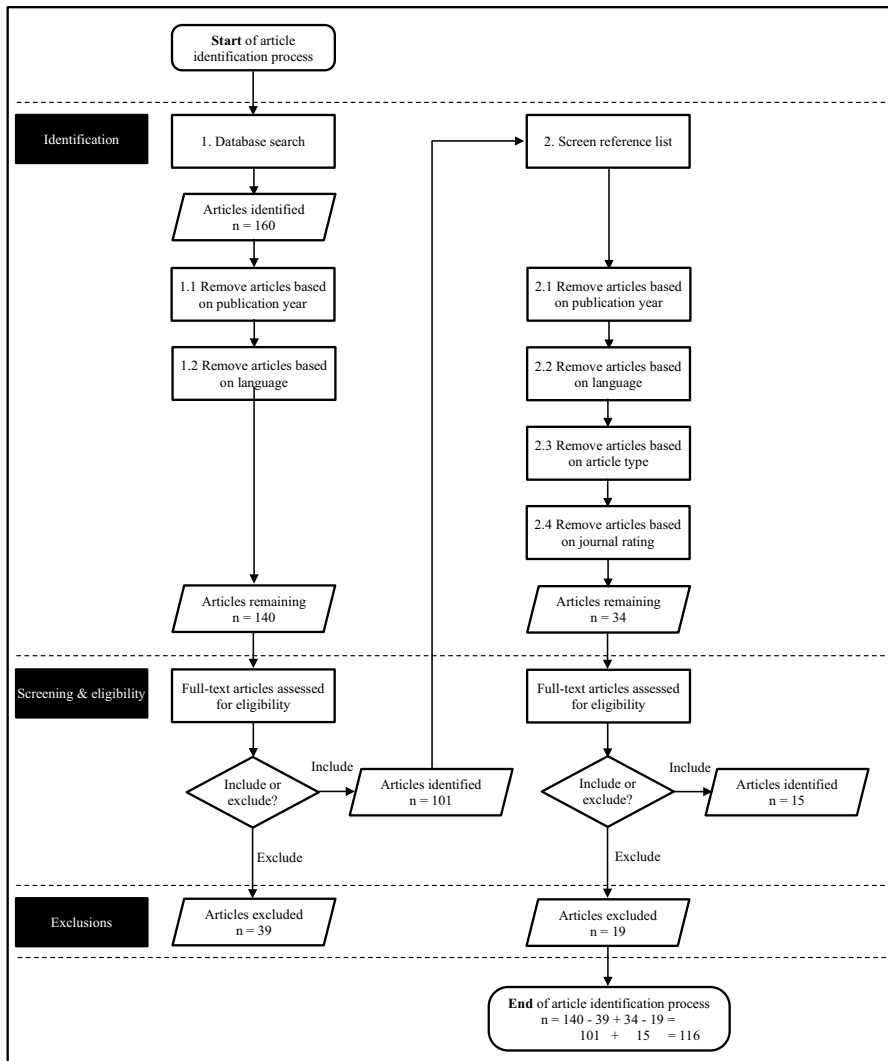 Start of article
identification process
Identification
1. Database search
2. Screen reference list
Articles identified
n = 160
1.1 Remove articles based
on publication year
2.1 Remove articles based
on publication year
1.2 Remove articles based
on language
2.2 Remove articles based
on language
2.3 Remove articles based
on article type
2.4 Remove articles based
on journal rating
Articles remaining
n = 140
Articles remaining
n = 34
Screening & eligibility
Full-text articles assessed
for eligibility
Full-text articles assessed
for eligibility
Include or
exclude?
Include
Articles identified
n = 101
Include or
exclude?
Include
Articles identified
n = 15
Exclude
Exclude
Exclusions
Articles excluded
n = 39
Articles excluded
n = 19
End of article identification process
n = 140 - 39 + 34 - 19 =
101 + 15 = 116